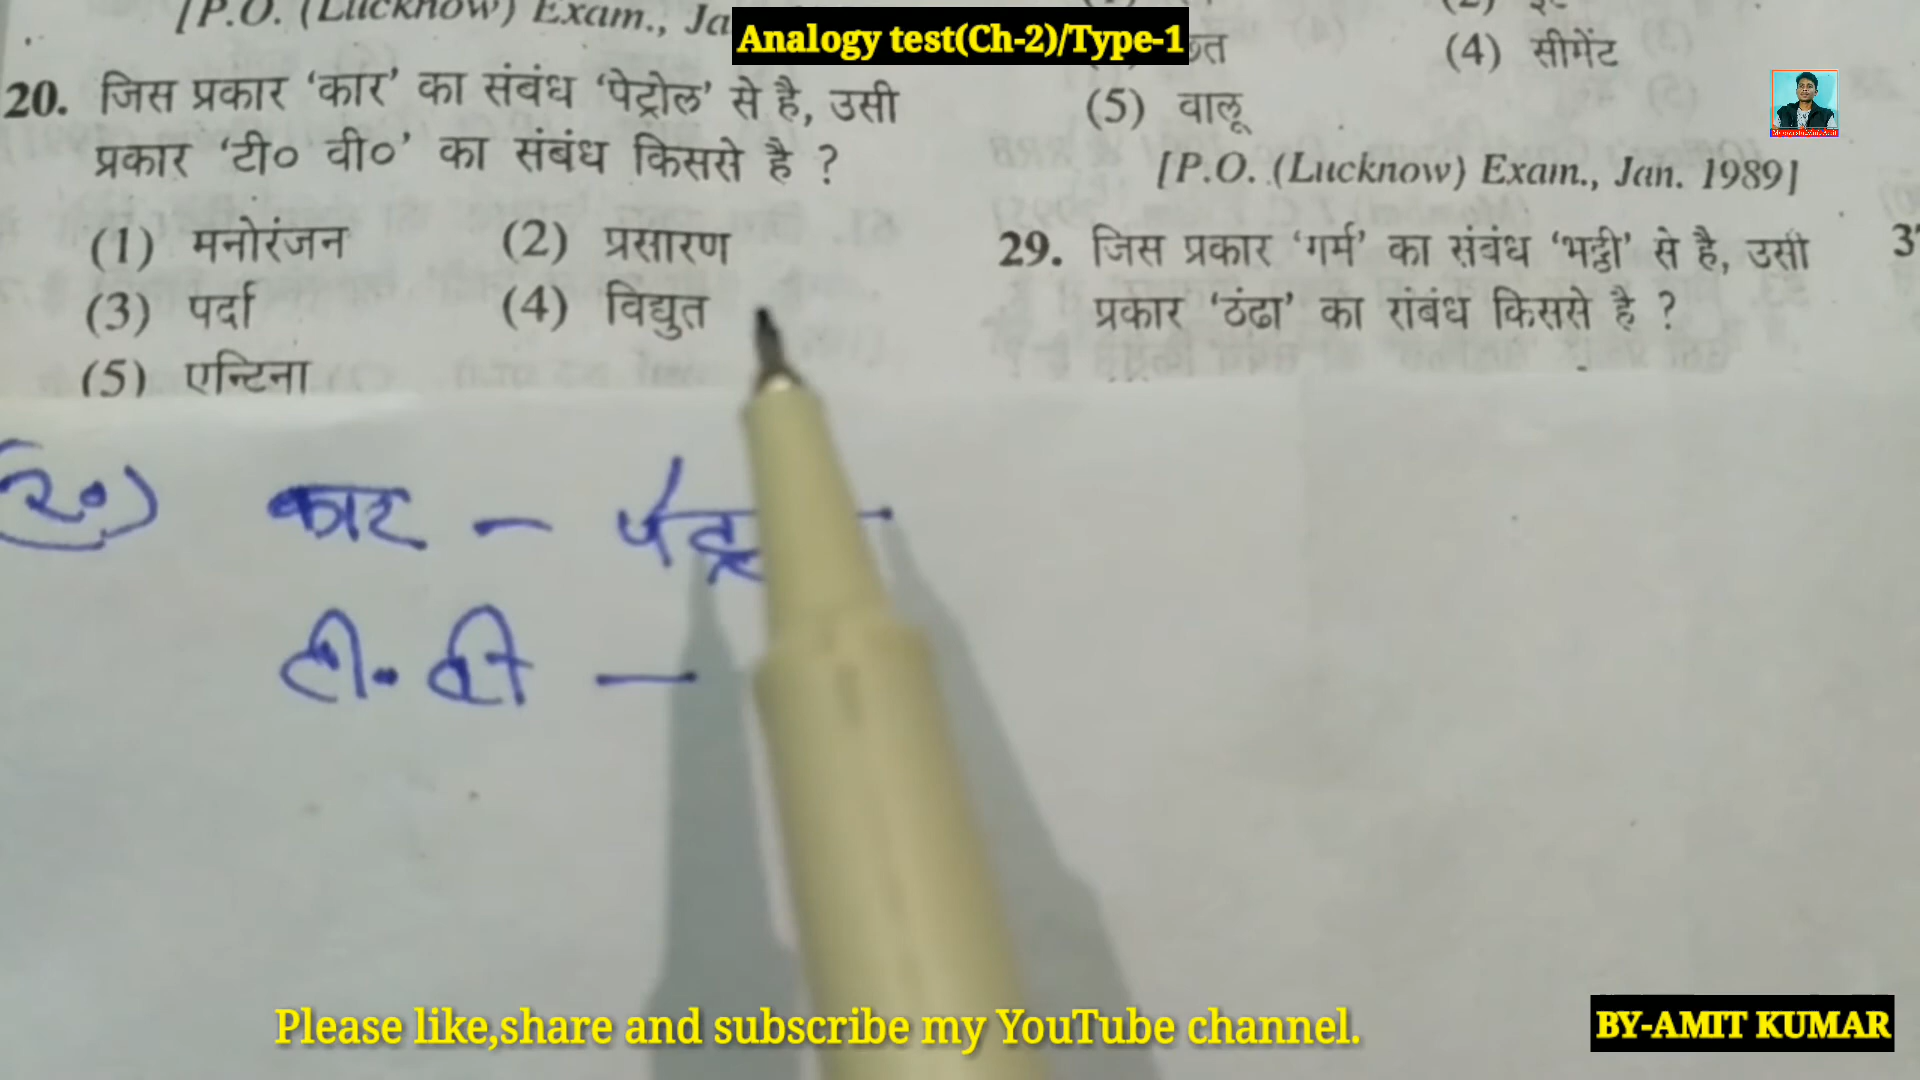 [P.O. (Lucknow) Exam., Ja
Analogy test(Ch-2)/Type-1
20. जिस प्रकार ‘कार’ का संबंध ‘पेट्रोल’ से है, उसी
प्रकार ‘टी० वी०’ का संबंध किससे है ?
(1) मनोरंजन (2) प्रसारण
(3) पर्दा (4) विद्युत
(5) एन्टिना
(4) सीमेंट
(5) वालू
[P.O. (Lucknow) Exam., Jan. 1989]
29. जिस प्रकार ‘गर्म’ का संबंध ‘भट्ठी’ से है, उसी
प्रकार ‘ठंढा’ का संबंध किससे है ?
20)
कार –
टी. वी –
Please like,share and subscribe my YouTube channel.
BY-AMIT KUMAR